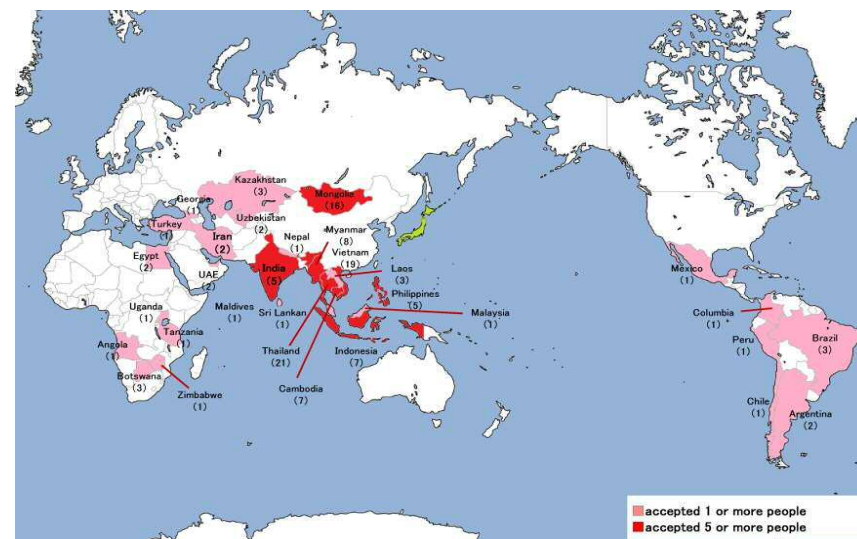 Kazakhstan
(3)
Mongolia
(16)
Georgia
(1)
Uzbekistan
(2)
Turkey
(1)
Iran
(2)
Nepal
(1)
Myanmar
(8)
Vietnam
(19)
Egypt
(2)
UAE
(2)
India
(5)
Laos
(3)
Philippines
(5)
Maldives
(1)
Sri Lankan
(1)
Malaysia
(1)
Uganda
(1)
Tanzania
(1)
Angola
(1)
Thailand
(21)
Indonesia
(7)
Cambodia
(7)
Botswana
(3)
Zimbabwe
(1)
Mexico
(1)
Columbia
(1)
Peru
(1)
Brazil
(3)
Chile
(1)
Argentina
(2)
accepted 1 or more people
accepted 5 or more people